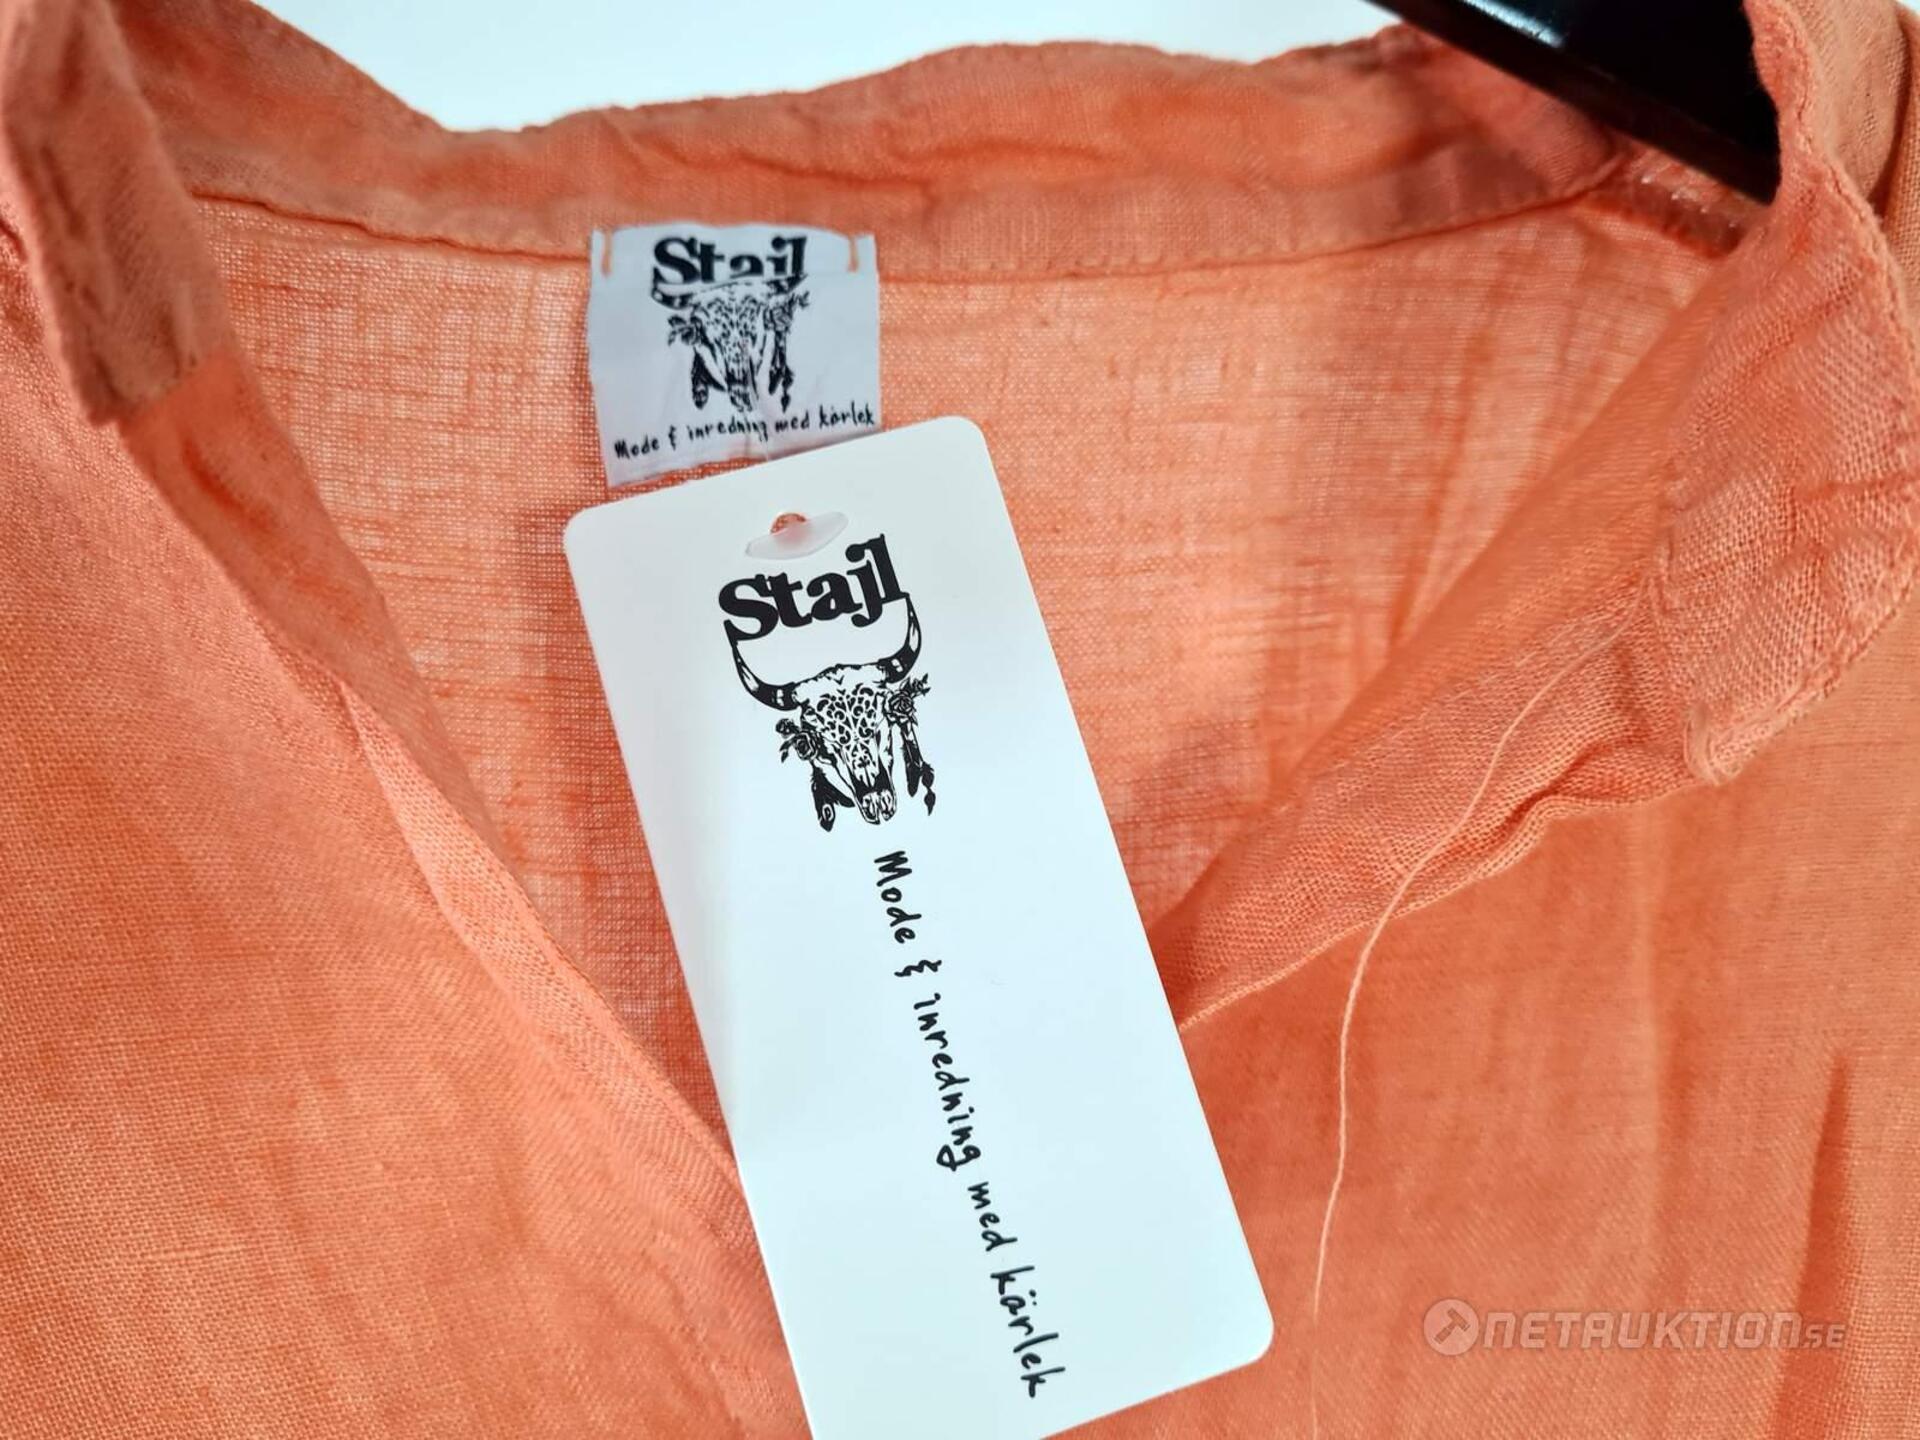 Stajl
Mode & inredning med kärlek
Stajl
Mode & inredning med kärlek
NETAUKTION.SE